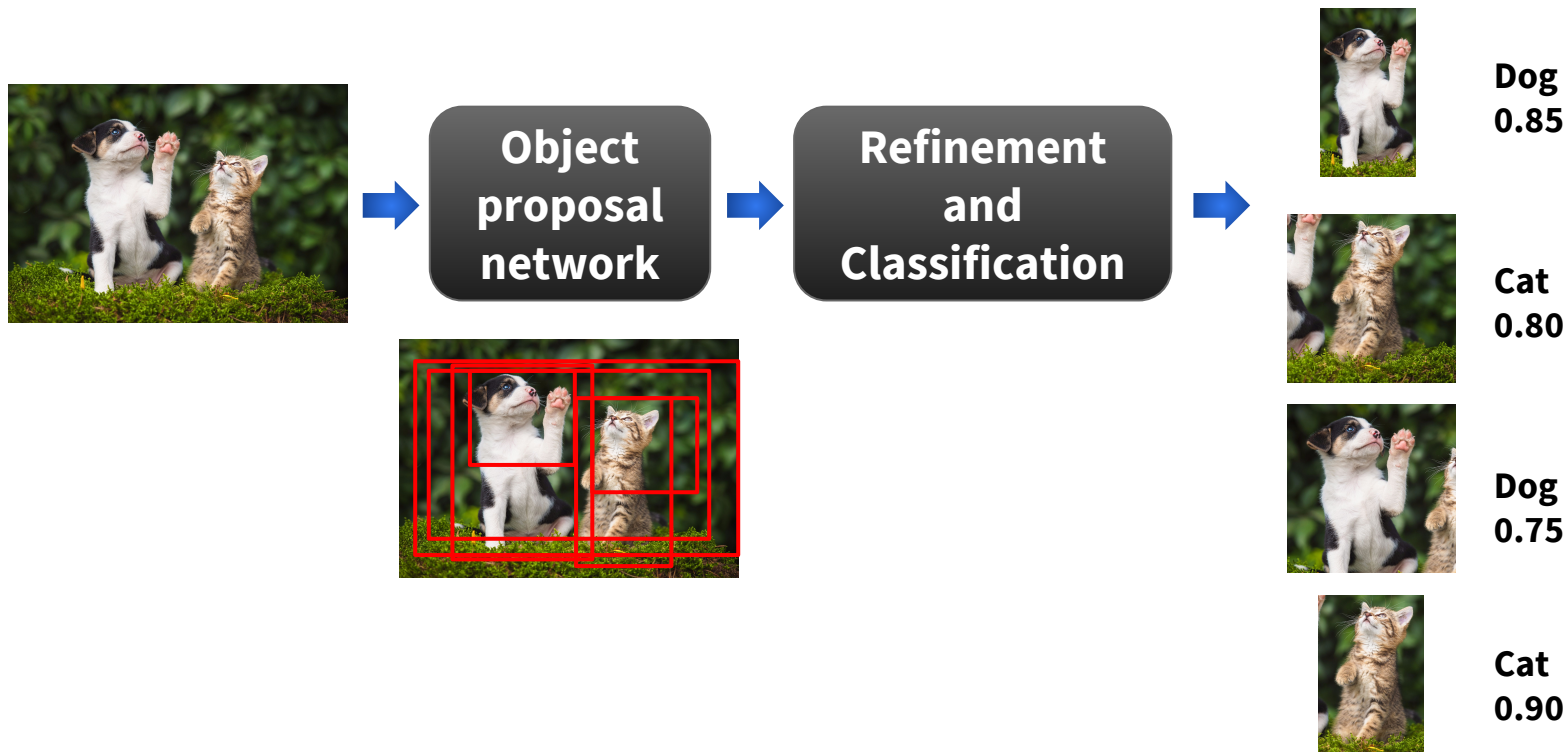 Object
proposal
network
Refinement
and
Classification
Dog
0.85
Cat
0.80
Dog
0.75
Cat
0.90